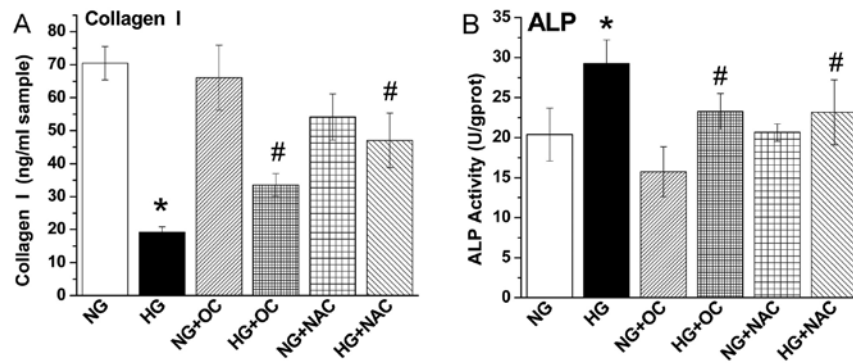 A
Collagen I
Collagen I (ng/ml sample)
80
70
60
50
40
30
20
10
0
*
#
#
NG
HG
NG+OC
HG+OC
NG+NAC
HG+NAC
B
ALP
ALP Activity (U/gprot)
35
30
25
20
15
10
5
0
*
#
#
NG
HG
NG+OC
HG+OC
NG+NAC
HG+NAC